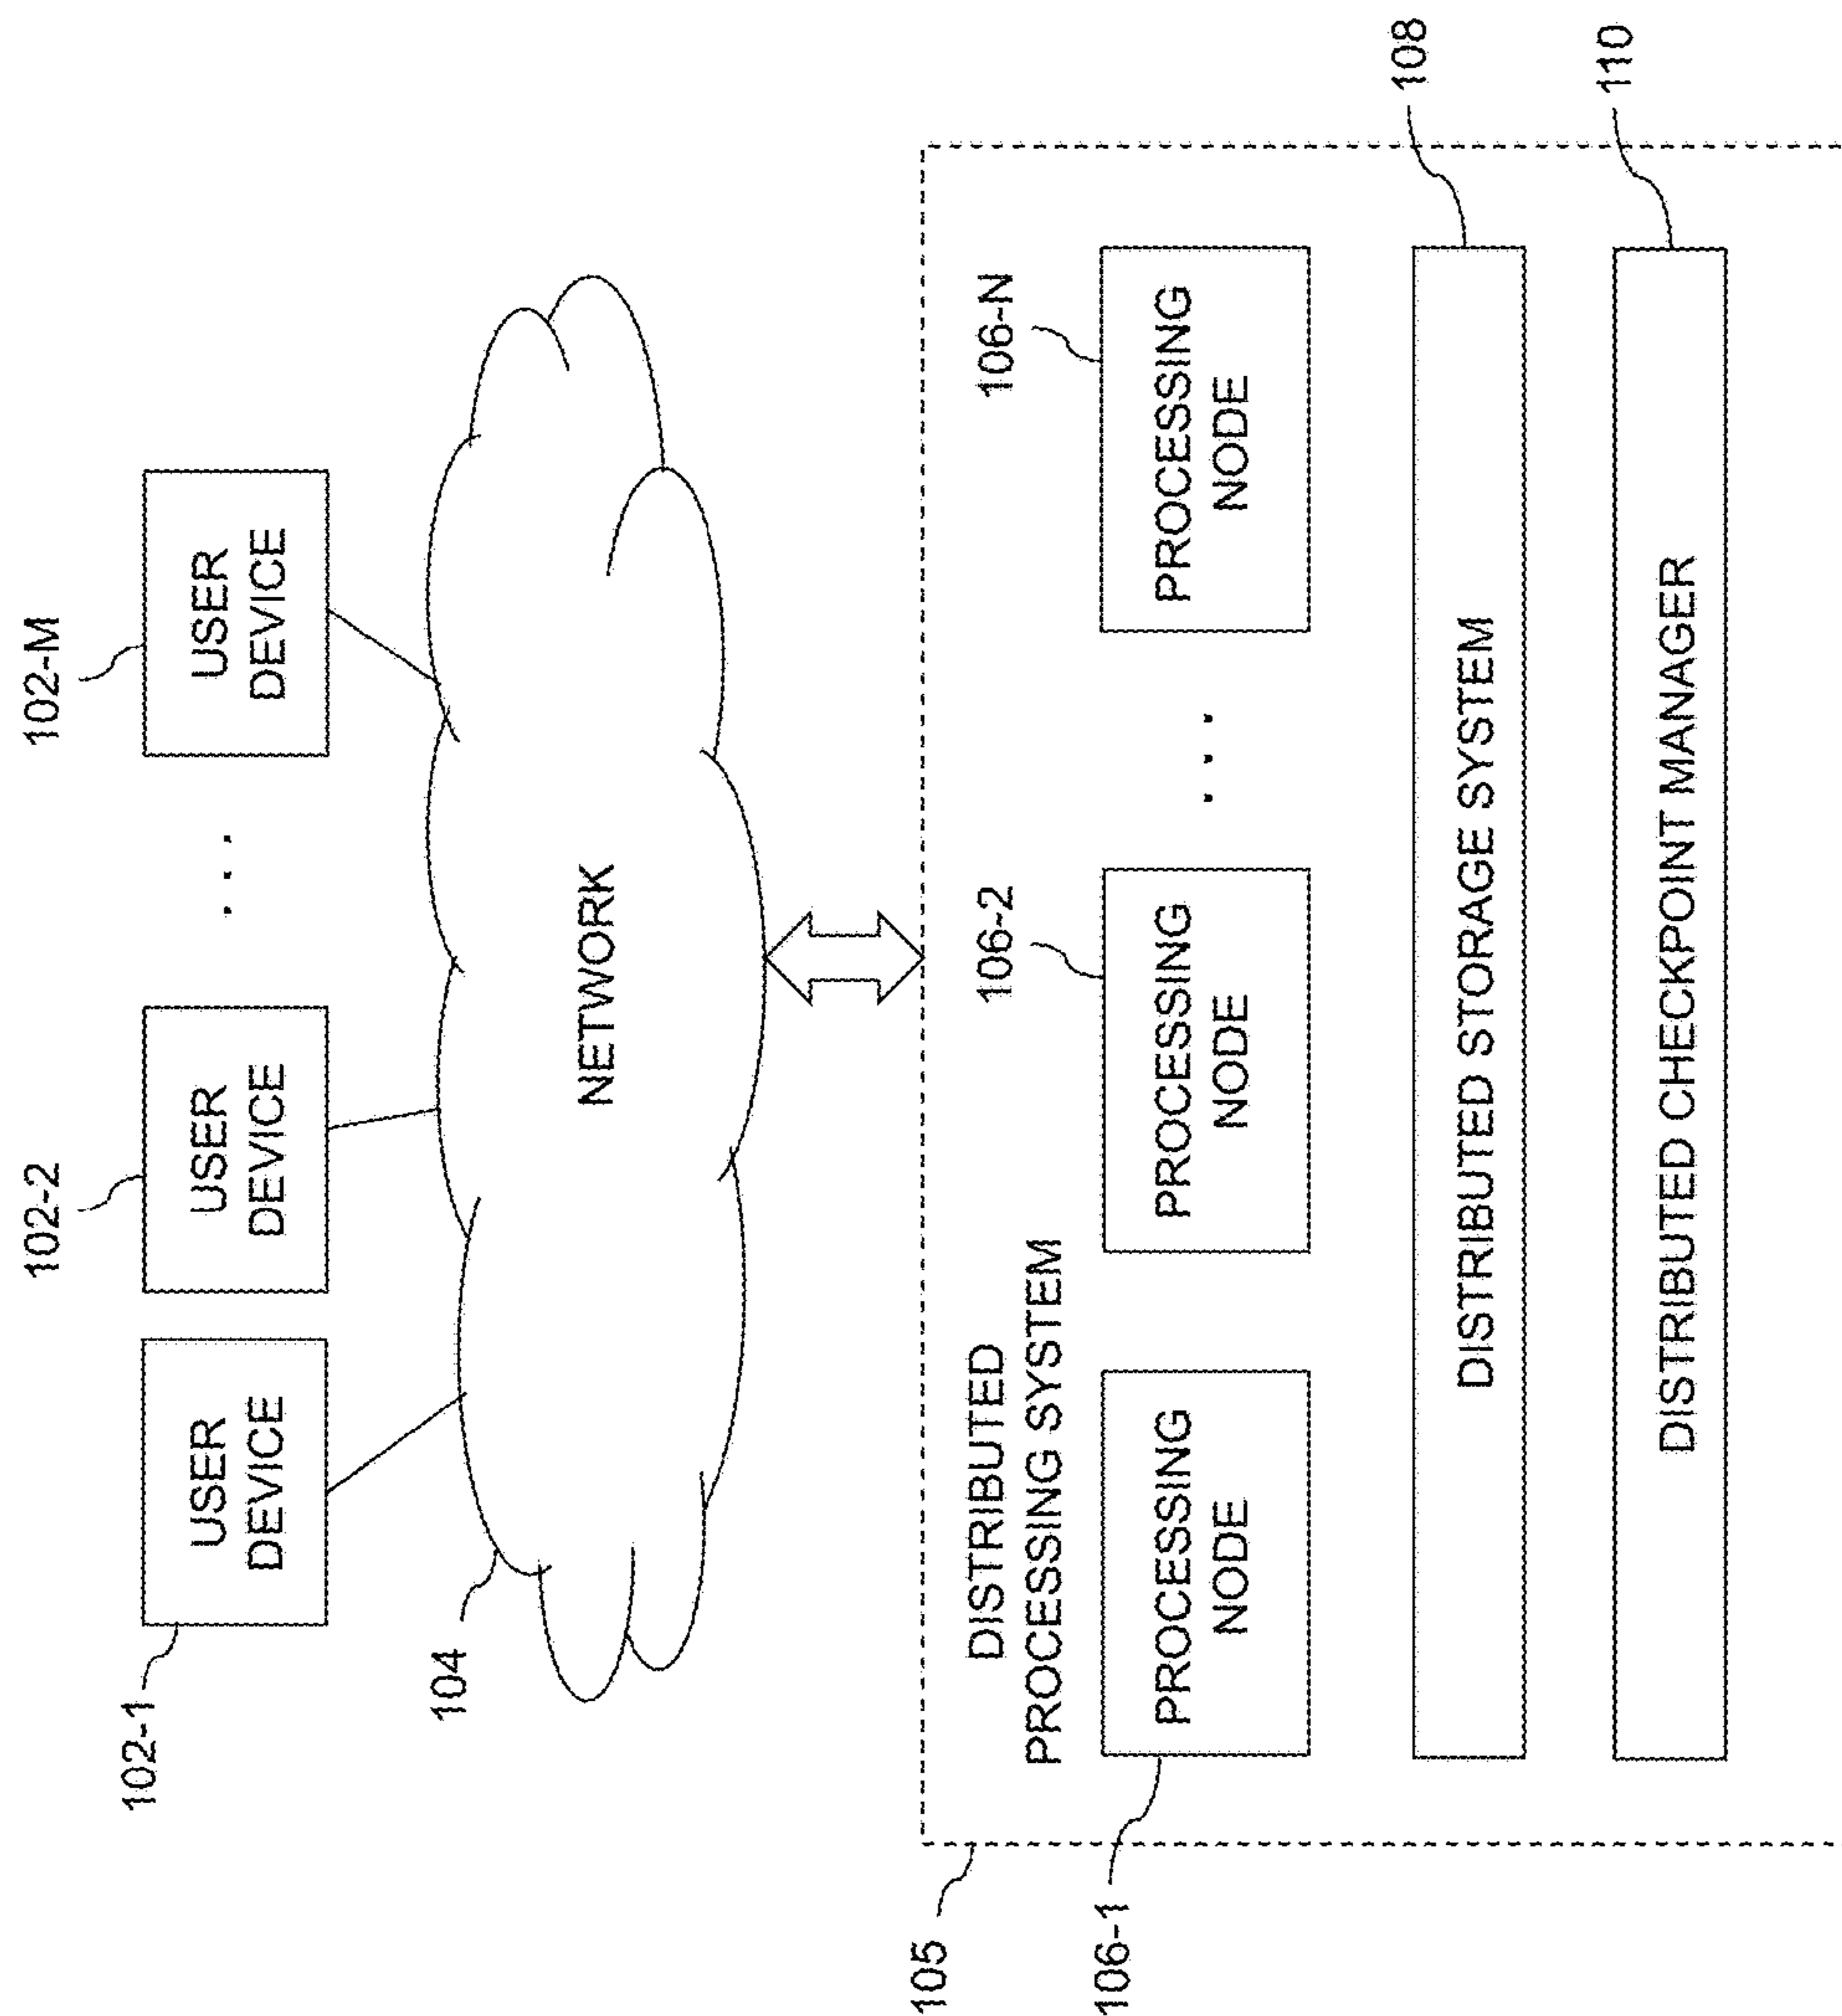 102-1
102-2
102-M
USER
DEVICE
USER
DEVICE
. . .
USER
DEVICE
104
NETWORK
105
DISTRIBUTED
PROCESSING SYSTEM
106-1
106-2
106-N
PROCESSING
NODE
PROCESSING
NODE
. . .
PROCESSING
NODE
DISTRIBUTED STORAGE SYSTEM
108
DISTRIBUTED CHECKPOINT MANAGER
110